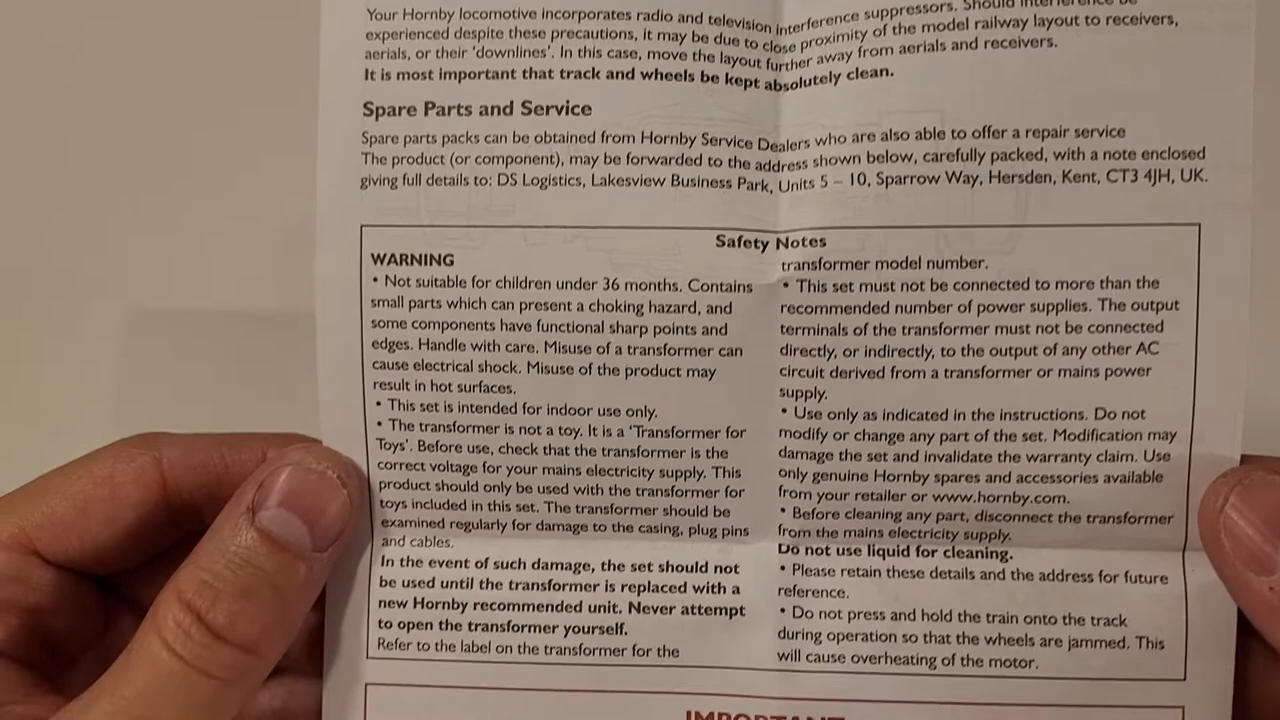 Your Hornby locomotive incorporates radio and television interference suppressors. Should interference be
experienced despite these precautions, it may be due to close proximity of the model railway layout to receivers,
aerials, or their 'downlines'. In this case, move the layout further away from aerials and receivers.
It is most important that track and wheels be kept absolutely clean.
Spare Parts and Service
Spare parts packs can be obtained from Hornby Service Dealers who are also able to offer a repair service
The product (or component), may be forwarded to the address shown below, carefully packed, with a note enclosed
giving full details to: DS Logistics, Lakesview Business Park, Units 5 – 10, Sparrow Way, Hersden, Kent, CT3 4JH, UK.
Safety Notes
WARNING
• Not suitable for children under 36 months. Contains
small parts which can present a choking hazard, and
some components have functional sharp points and
edges. Handle with care. Misuse of a transformer can
cause electrical shock. Misuse of the product may
result in hot surfaces.
• This set is intended for indoor use only.
• The transformer is not a toy. It is a 'Transformer for
Toys'. Before use, check that the transformer is the
correct voltage for your mains electricity supply. This
product should only be used with the transformer for
toys included in this set. The transformer should be
examined regularly for damage to the casing, plug pins
and cables.
In the event of such damage, the set should not
be used until the transformer is replaced with a
new Hornby recommended unit. Never attempt
to open the transformer yourself.
Refer to the label on the transformer for the
transformer model number.
• This set must not be connected to more than the
recommended number of power supplies. The output
terminals of the transformer must not be connected
directly, or indirectly, to the output of any other AC
circuit derived from a transformer or mains power
supply.
• Use only as indicated in the instructions. Do not
modify or change any part of the set. Modification may
damage the set and invalidate the warranty claim. Use
only genuine Hornby spares and accessories available
from your retailer or www.hornby.com.
• Before cleaning any part, disconnect the transformer
from the mains electricity supply.
Do not use liquid for cleaning.
• Please retain these details and the address for future
reference.
• Do not press and hold the train onto the track
during operation so that the wheels are jammed. This
will cause overheating of the motor.
IMPORTANT